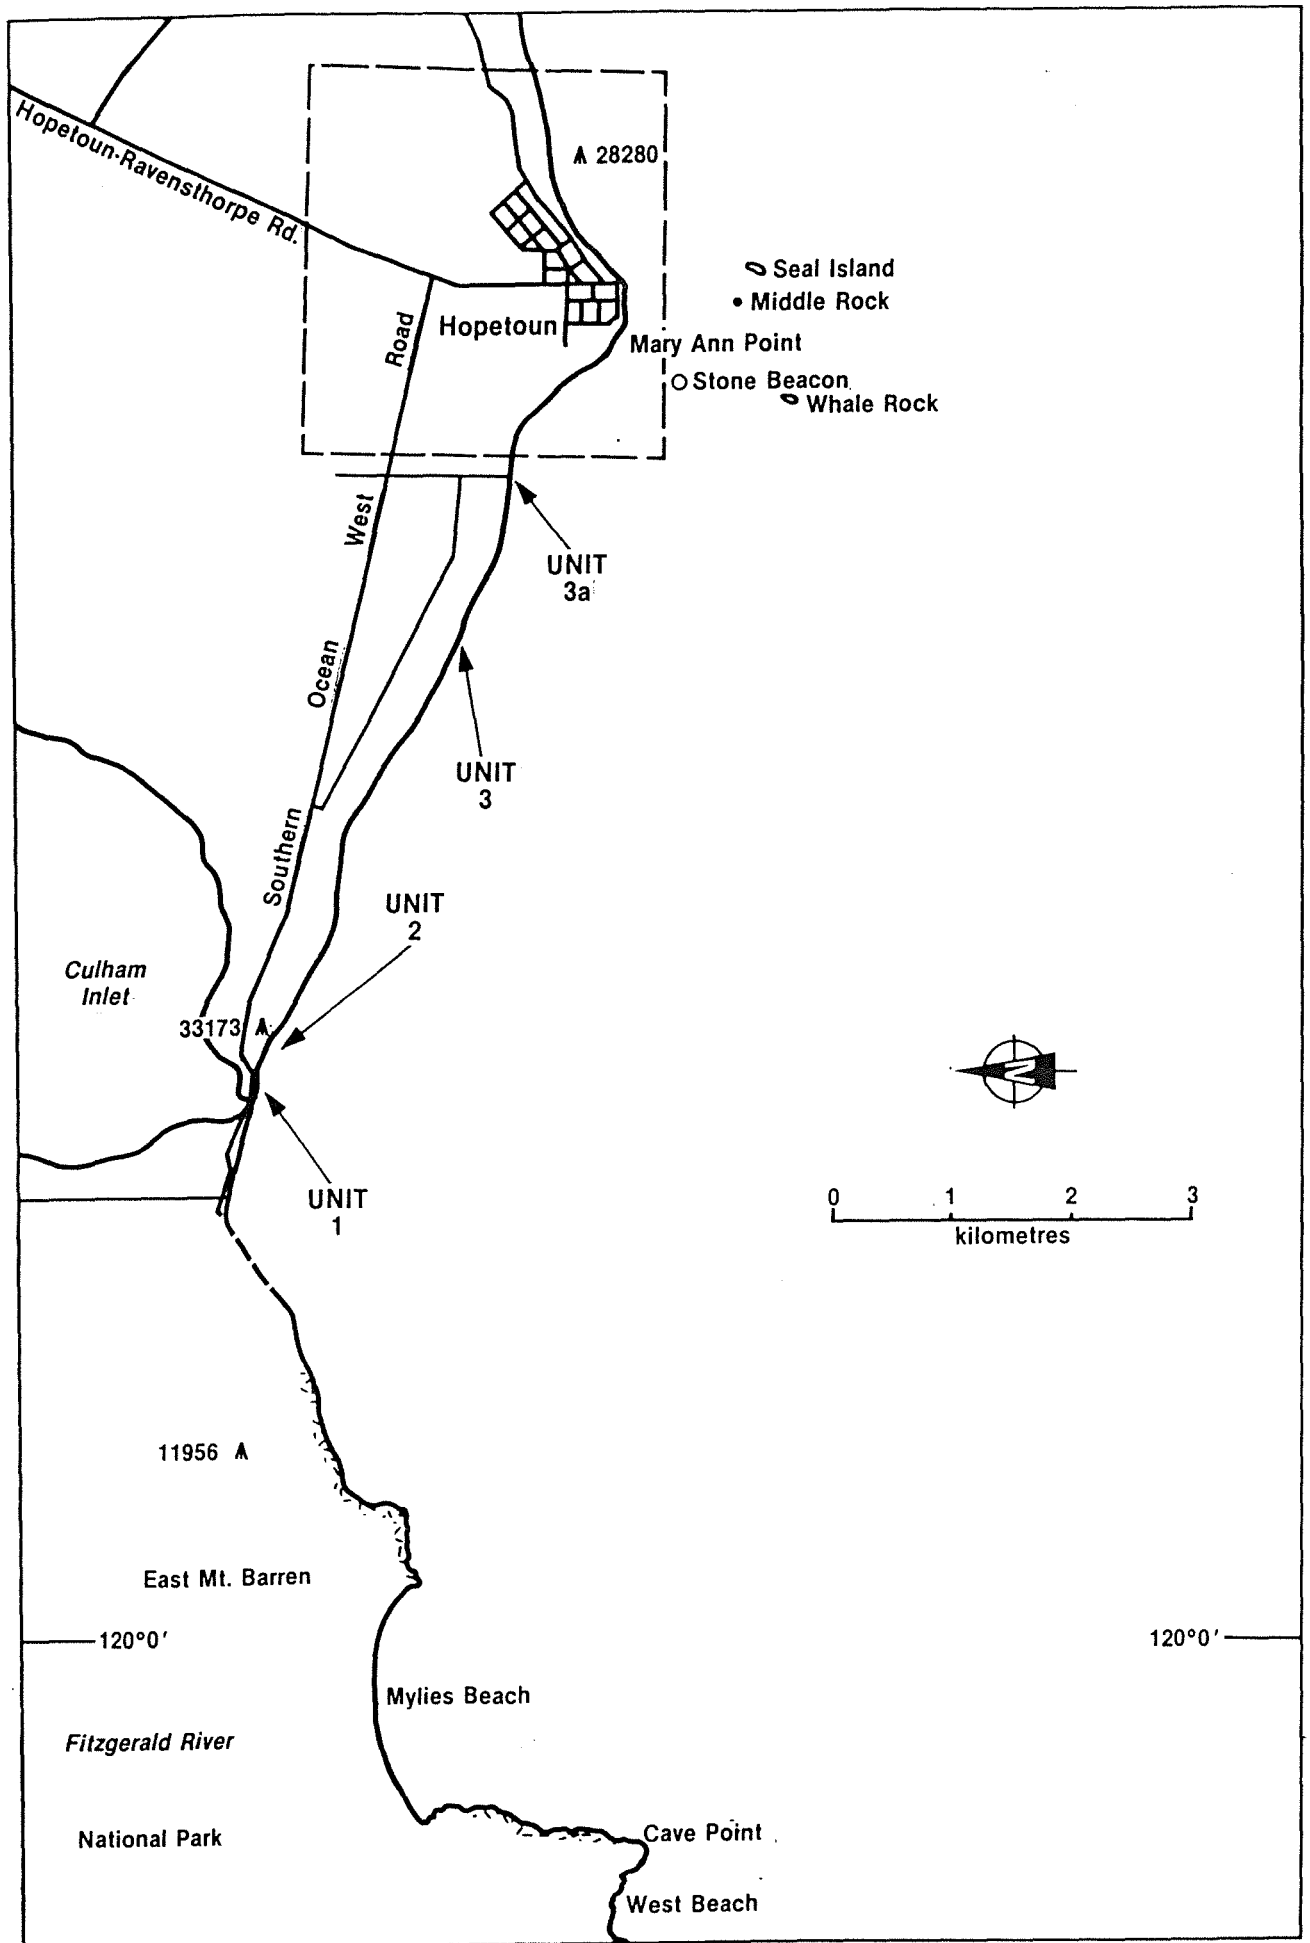 Hopetoun-Ravensthorpe Rd.
28280
Seal Island
Middle Rock
Hopetoun
Mary Ann Point
Stone Beacon
Whale Rock
Road
West
Ocean
Southern
UNIT
3a
UNIT
3
UNIT
2
Culham
Inlet
33173
N
UNIT
1
0 1 2 3
kilometres
11956
East Mt. Barren
120°0'
120°0'
Mylies Beach
Fitzgerald River
National Park
Cave Point
West Beach